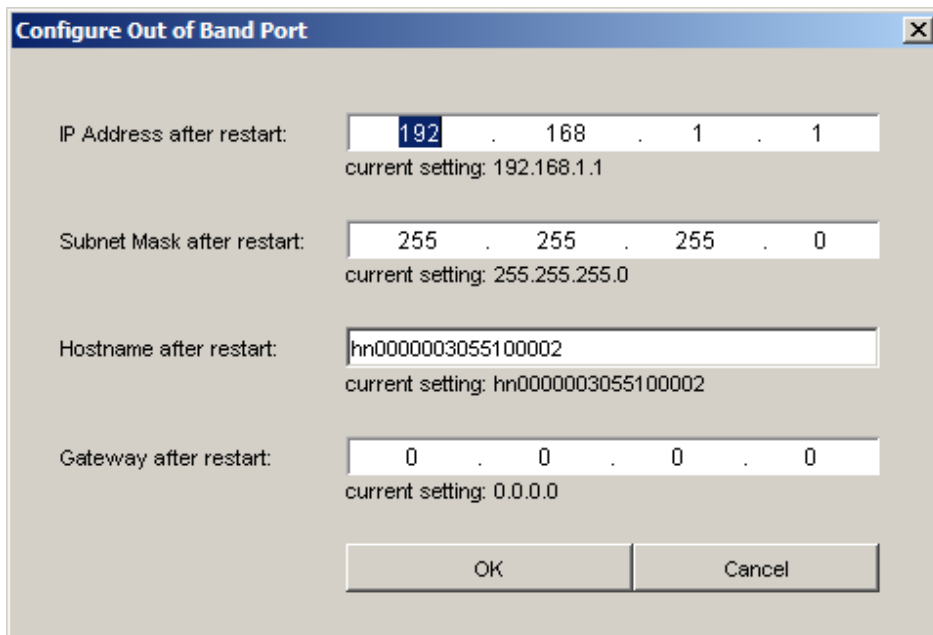 Configure Out of Band Port
IP Address after restart: 192 . 168 . 1 . 1
current setting: 192.168.1.1
Subnet Mask after restart: 255 . 255 . 255 . 0
current setting: 255.255.255.0
Hostname after restart: hn0000003055100002
current setting: hn0000003055100002
Gateway after restart: 0 . 0 . 0 . 0
current setting: 0.0.0.0
OK Cancel